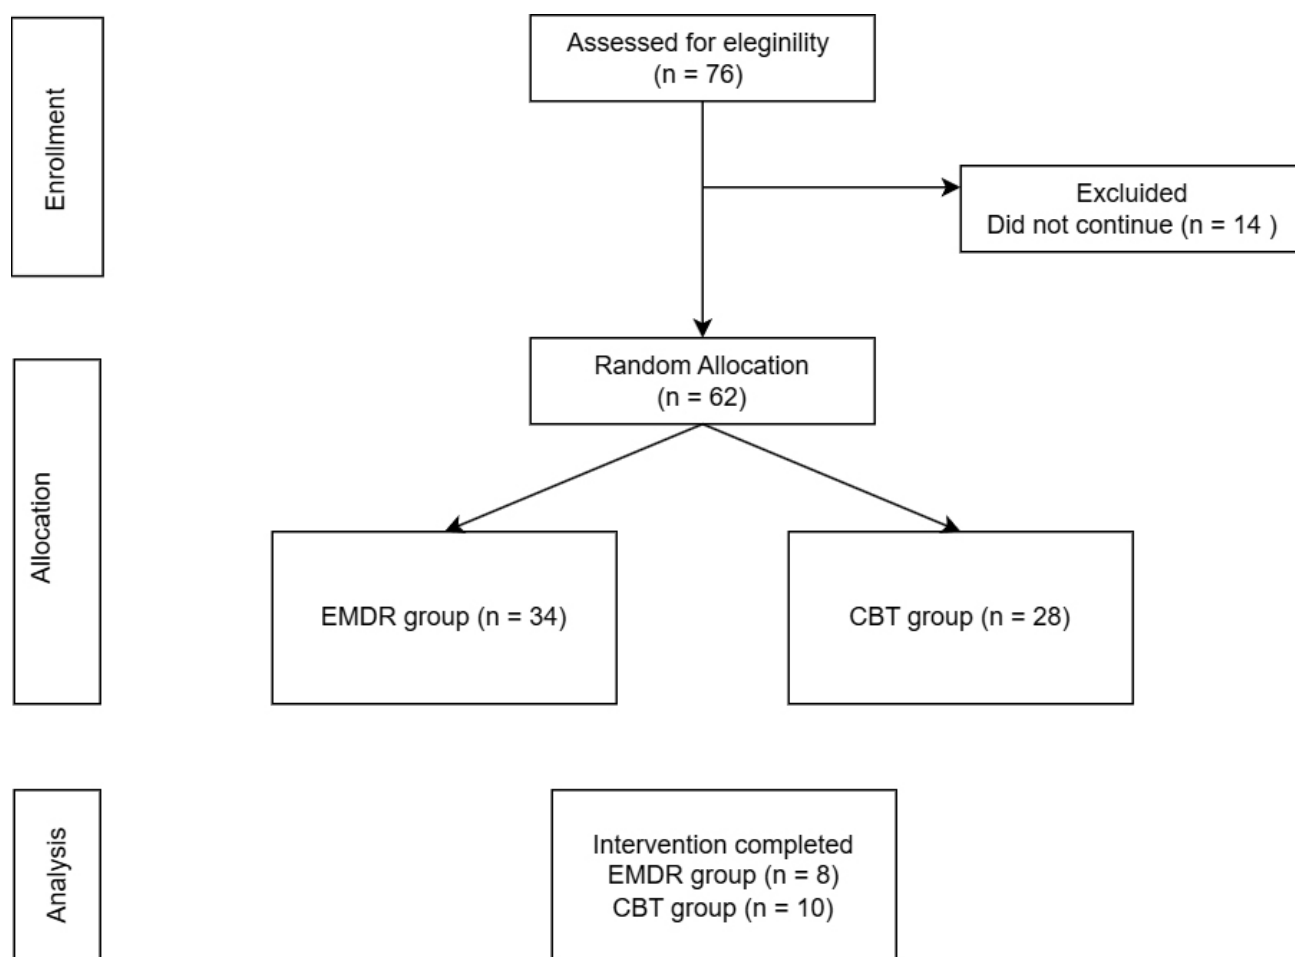 Enrollment
Assessed for eleginility
(n = 76)
Excluided
Did not continue (n = 14 )
Allocation
Random Allocation
(n = 62)
EMDR group (n = 34)
CBT group (n = 28)
Analysis
Intervention completed
EMDR group (n = 8)
CBT group (n = 10)